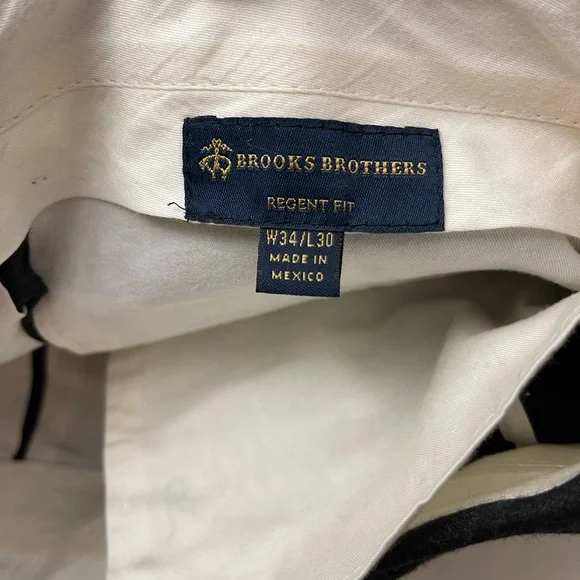 BROOKS BROTHERS
REGENT FIT
W34/L30
MADE IN
MEXICO